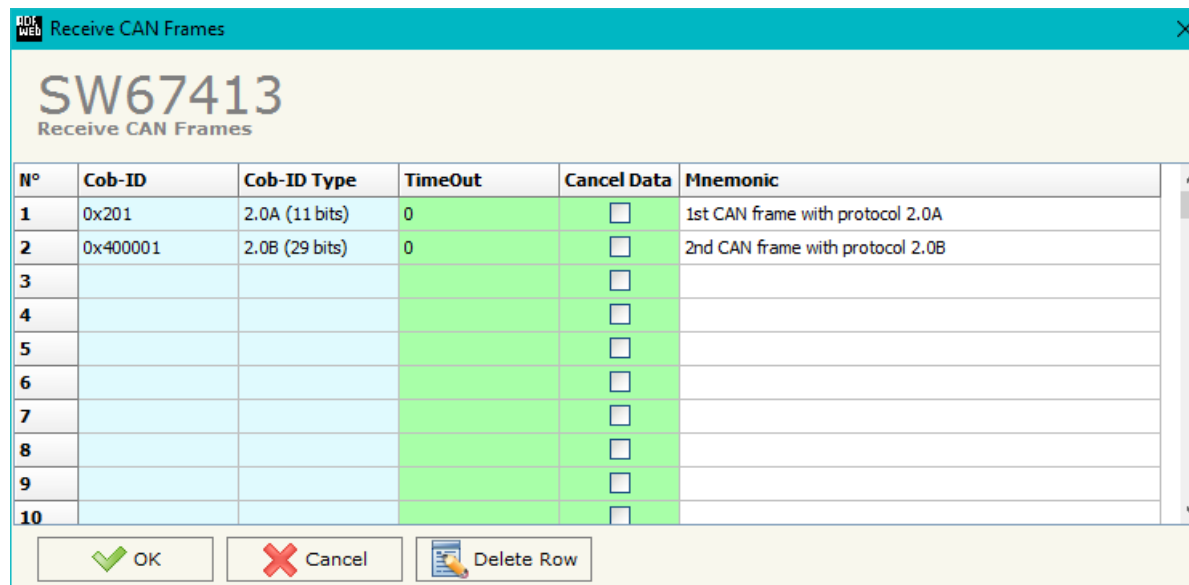 ADF WEB Receive CAN Frames
SW67413
Receive CAN Frames
N° Cob-ID Cob-ID Type TimeOut Cancel Data Mnemonic
1 0x201 2.0A (11 bits) 0 1st CAN frame with protocol 2.0A
2 0x400001 2.0B (29 bits) 0 2nd CAN frame with protocol 2.0B
3
4
5
6
7
8
9
10
OK Cancel Delete Row